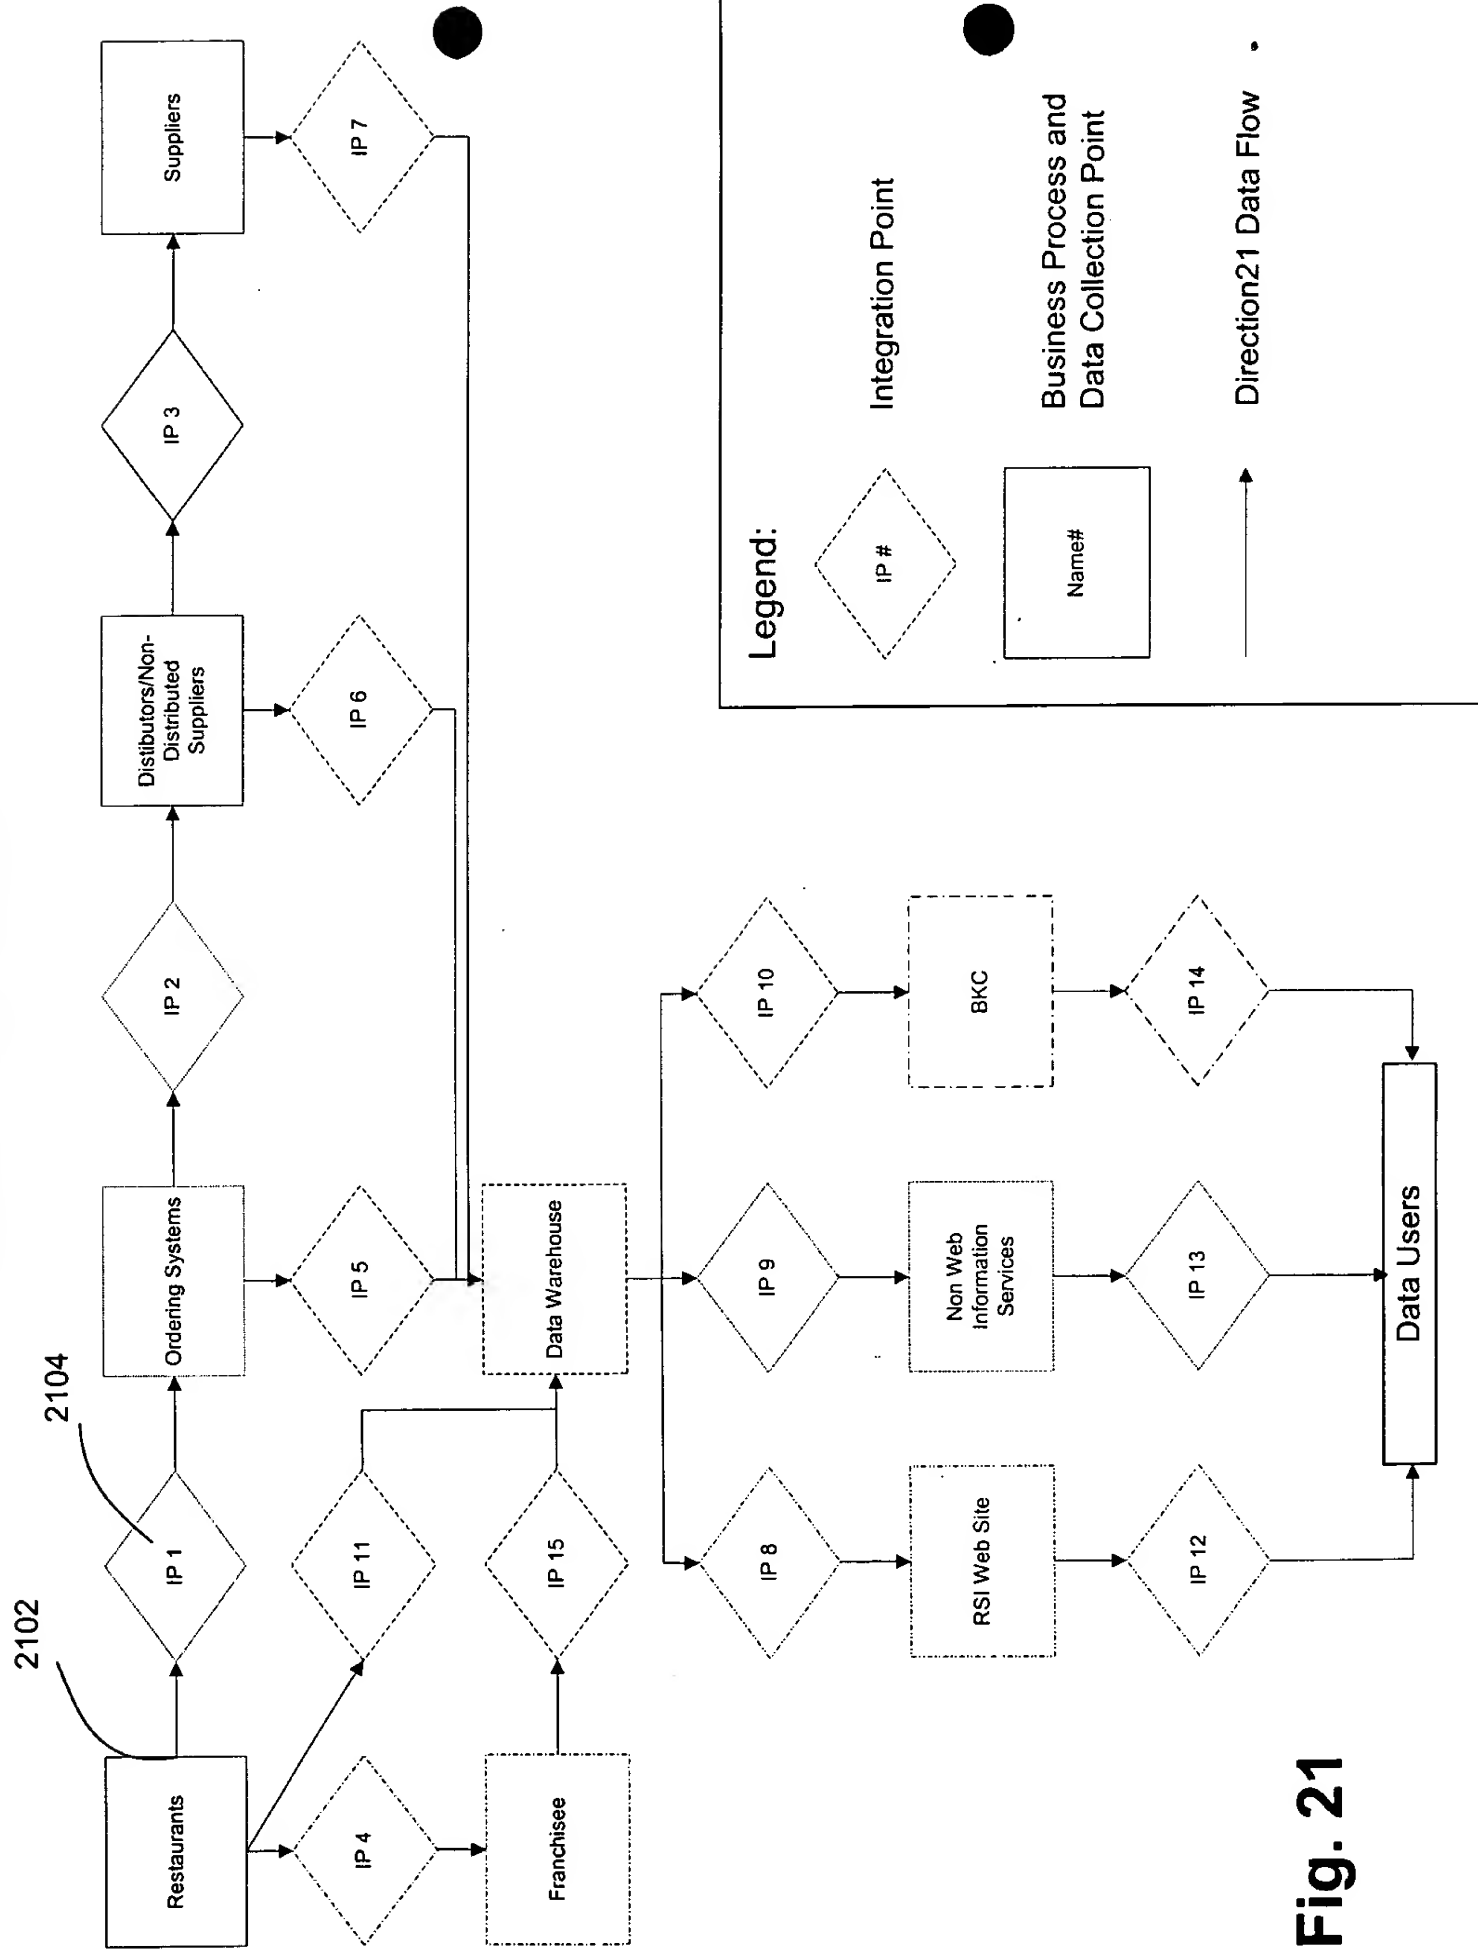 2102
2104
Restaurants
IP 1
Ordering Systems
IP 2
Distibutors/Non-
Distributed
Suppliers
IP 3
Suppliers
IP 4
IP 11
IP 5
IP 6
IP 7
Franchisee
IP 15
Data Warehouse
IP 8
IP 9
IP 10
RSI Web Site
Non Web
Information
Services
BKC
IP 12
IP 13
IP 14
Data Users
Legend:
IP #
Integration Point
Name#
Business Process and
Data Collection Point
Direction21 Data Flow
Fig. 21